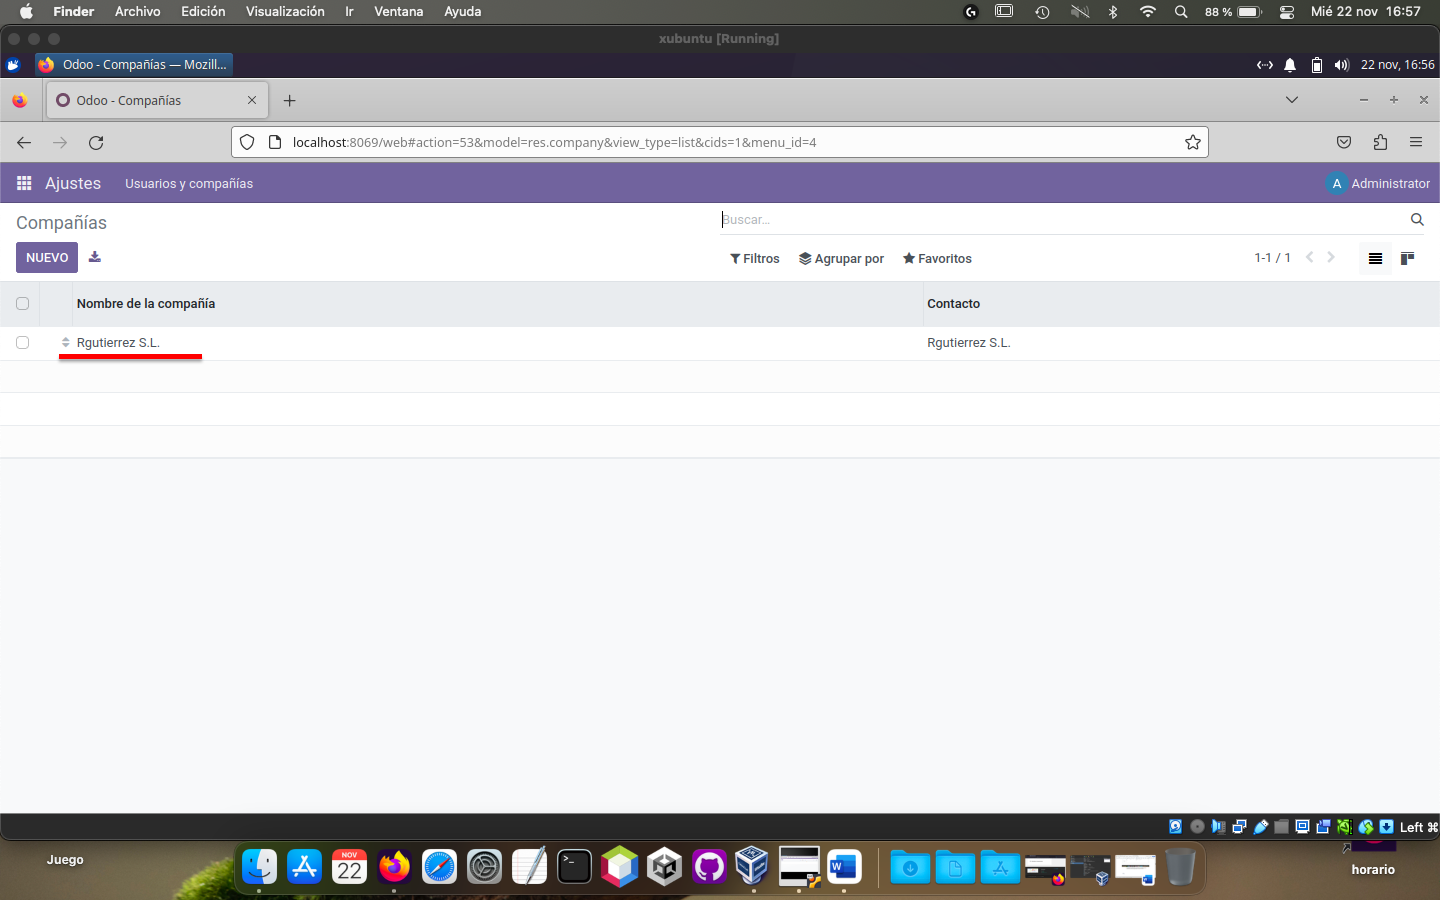 Finder Archivo Edición Visualización Ir Ventana Ayuda 88 % Mié 22 nov 16:57
xubuntu [Running]
Odoo - Compañías — Mozill... 22 nov, 16:56
Odoo - Compañías
localhost:8069/web#action=53&model=res.company&view_type=list&cids=1&menu_id=4
Ajustes Usuarios y compañías A Administrator
Compañías Buscar...
NUEVO Filtros Agrupar por Favoritos 1-1 / 1
Nombre de la compañía Contacto
Rgutierrez S.L. Rgutierrez S.L.
Left ⌘
Juego
NOV
22
W
horario